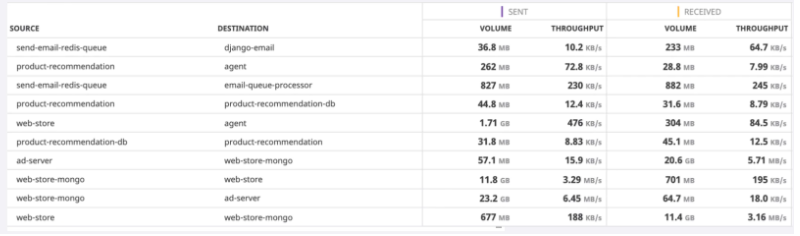 SENT RECEIVED
SOURCE DESTINATION VOLUME THROUGHPUT VOLUME THROUGHPUT
send-email-redis-queue django-email 36.8 MB 10.2 KB/s 233 MB 64.7 KB/s
product-recommendation agent 262 MB 72.8 KB/s 28.8 MB 7.99 KB/s
send-email-redis-queue email-queue-processor 827 MB 230 KB/s 882 MB 245 KB/s
product-recommendation product-recommendation-db 44.8 MB 12.4 KB/s 31.6 MB 8.79 KB/s
web-store agent 1.71 GB 476 KB/s 304 MB 84.5 KB/s
product-recommendation-db product-recommendation 31.8 MB 8.83 KB/s 45.1 MB 12.5 KB/s
ad-server web-store-mongo 57.1 MB 15.9 KB/s 20.6 GB 5.71 MB/s
web-store-mongo web-store 11.8 GB 3.29 MB/s 701 MB 195 KB/s
web-store-mongo ad-server 23.2 GB 6.45 MB/s 64.7 MB 18.0 KB/s
web-store web-store-mongo 677 MB 188 KB/s 11.4 GB 3.16 MB/s